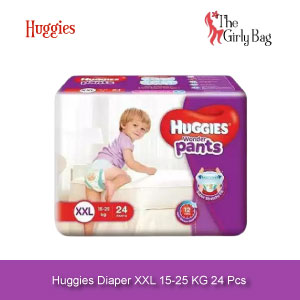 Huggies
The
Girly Bag
HUGGIES
Wonder
pants
XXL
15-25
kg
24
12
Huggies Diaper XXL 15-25 KG 24 Pcs